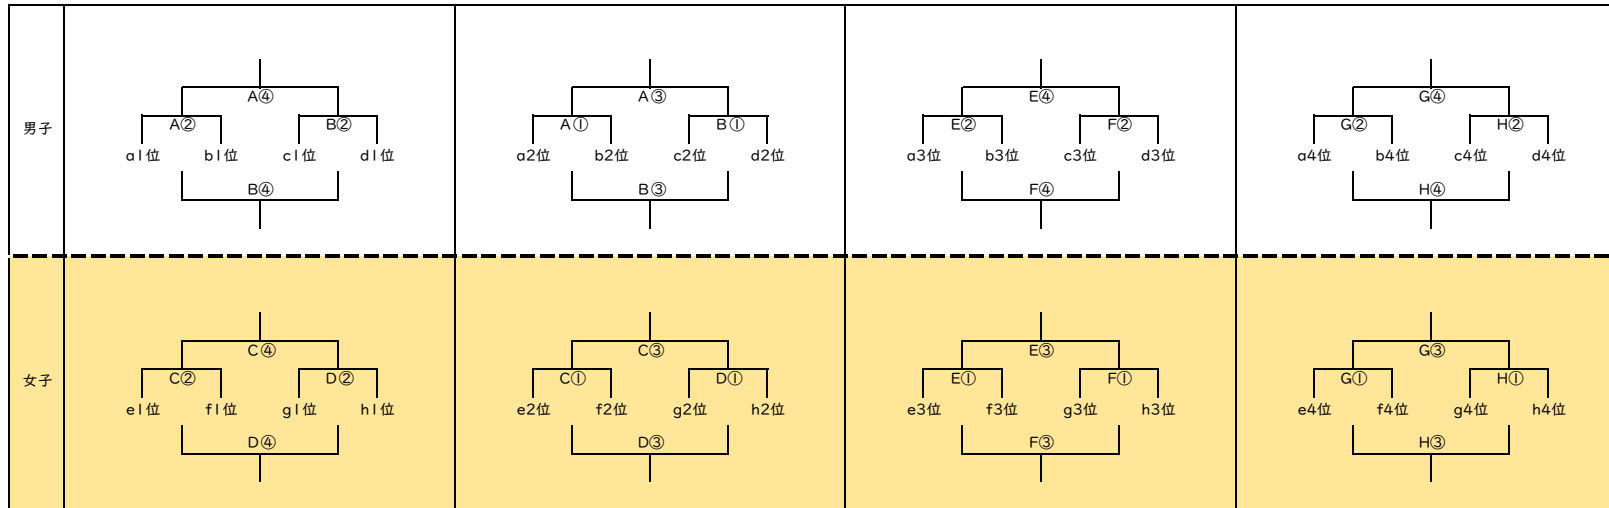 A④ A③ E④ G④
男子 A② B② A① B① E② F② G② H②
a1位 b1位 c1位 d1位 a2位 b2位 c2位 d2位 a3位 b3位 c3位 d3位 a4位 b4位 c4位 d4位
B④ B③ F④ H④
C④ C③ E③ G③
女子 C② D② C① D① E① F① G① H①
e1位 f1位 g1位 h1位 e2位 f2位 g2位 h2位 e3位 f3位 g3位 h3位 e4位 f4位 g4位 h4位
D④ D③ F③ H③